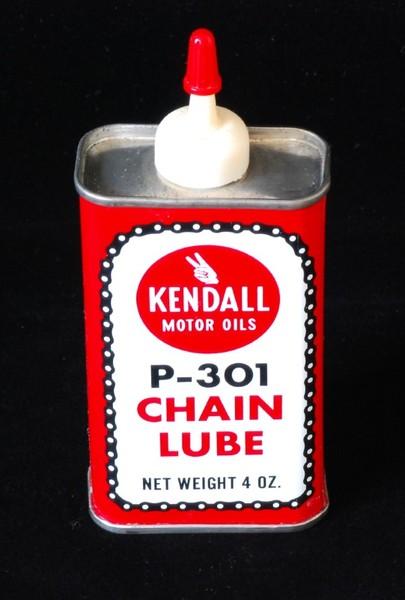 KENDALL
MOTOR OILS
P-301
CHAIN
LUBE
NET WEIGHT 4 OZ.